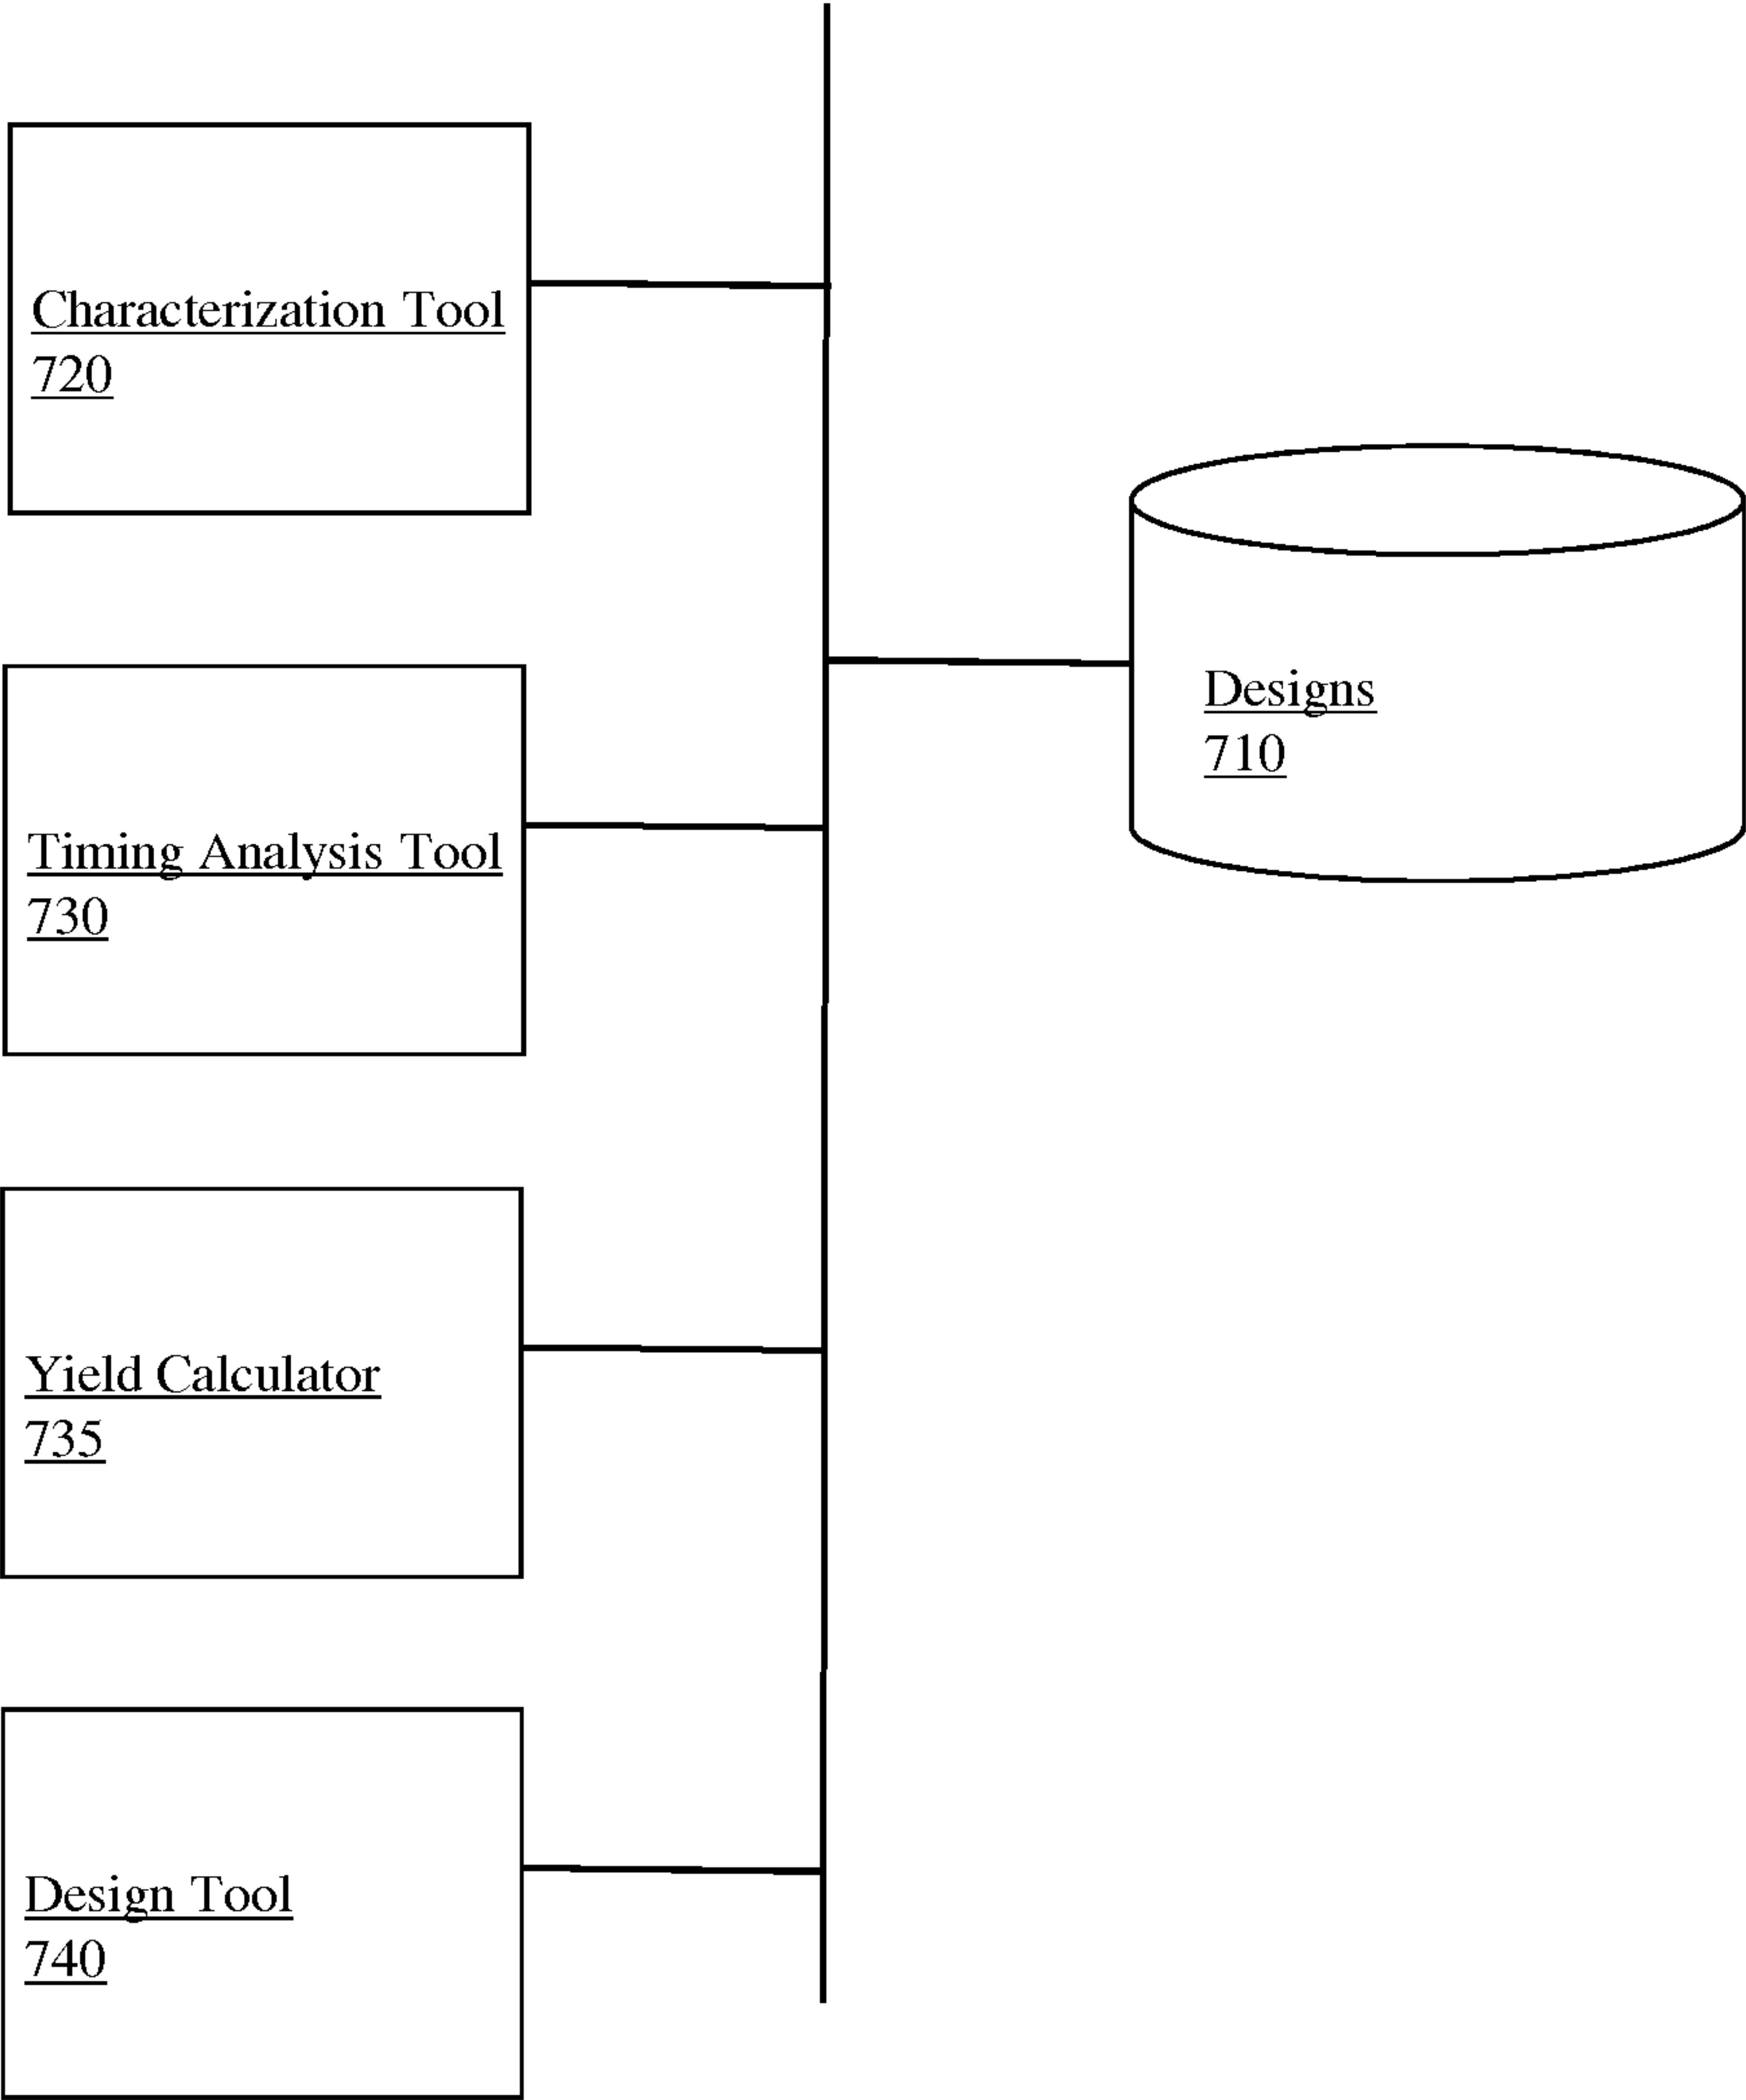 Characterization Tool
720
Designs
710
Timing Analysis Tool
730
Yield Calculator
735
Design Tool
740